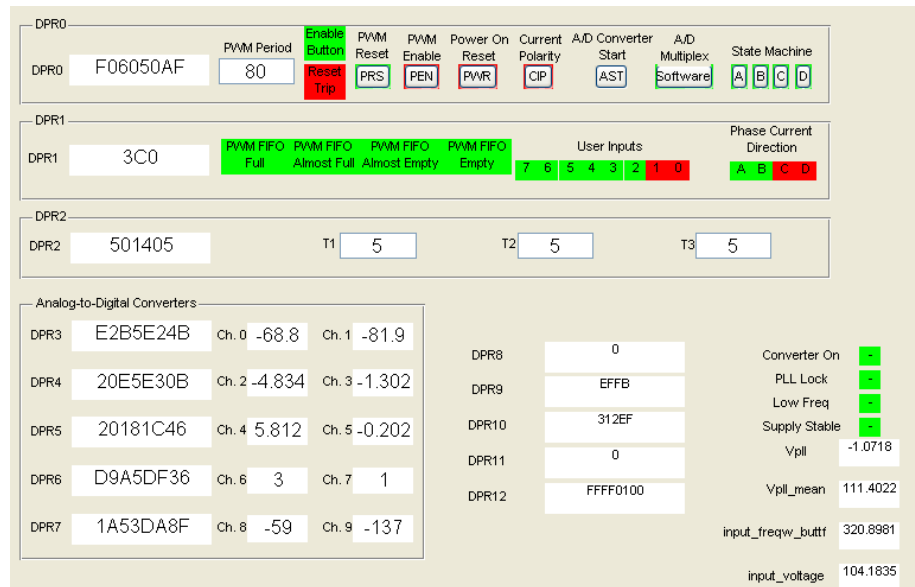 DPR0
DPR0 F06050AF
PWM Period
80
Enable Button
Reset Trip
PWM Reset
PRS
PWM Enable
PEN
Power On Reset
PWR
Current Polarity
CIP
A/D Converter Start
AST
A/D Multiplex
Software
State Machine
A B C D
DPR1
DPR1 3C0
PWM FIFO Full
PWM FIFO Almost Full
PWM FIFO Almost Empty
PWM FIFO Empty
User Inputs
7 6 5 4 3 2 1 0
Phase Current Direction
A B C D
DPR2
DPR2 501405 T1 5 T2 5 T3 5
Analog-to-Digital Converters
DPR3 E2B5E24B Ch. 0 -68.8 Ch. 1 -81.9
DPR4 20E5E30B Ch. 2 -4.834 Ch. 3 -1.302
DPR5 20181C46 Ch. 4 5.812 Ch. 5 -0.202
DPR6 D9A5DF36 Ch. 6 3 Ch. 7 1
DPR7 1A53DA8F Ch. 8 -59 Ch. 9 -137
DPR8 0
DPR9 EFFB
DPR10 312EF
DPR11 0
DPR12 FFFF0100
Converter On -
PLL Lock -
Low Freq -
Supply Stable -
Vpll -1.0718
Vpll_mean 111.4022
input_freqw_buttf 320.8981
input_voltage 104.1835